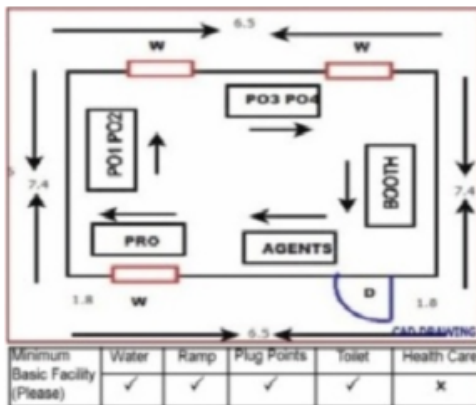 6.5
W W
PO3 PO4
PO1 PO2
7.4
BOOTH
7.4
PRO
AGENTS
1.8
W
D
1.8
6.5
CAD DRAWING
Minimum Basic Facility (Please) Water Ramp Plug Points Toilet Health Care
✓ ✓ ✓ ✓ x